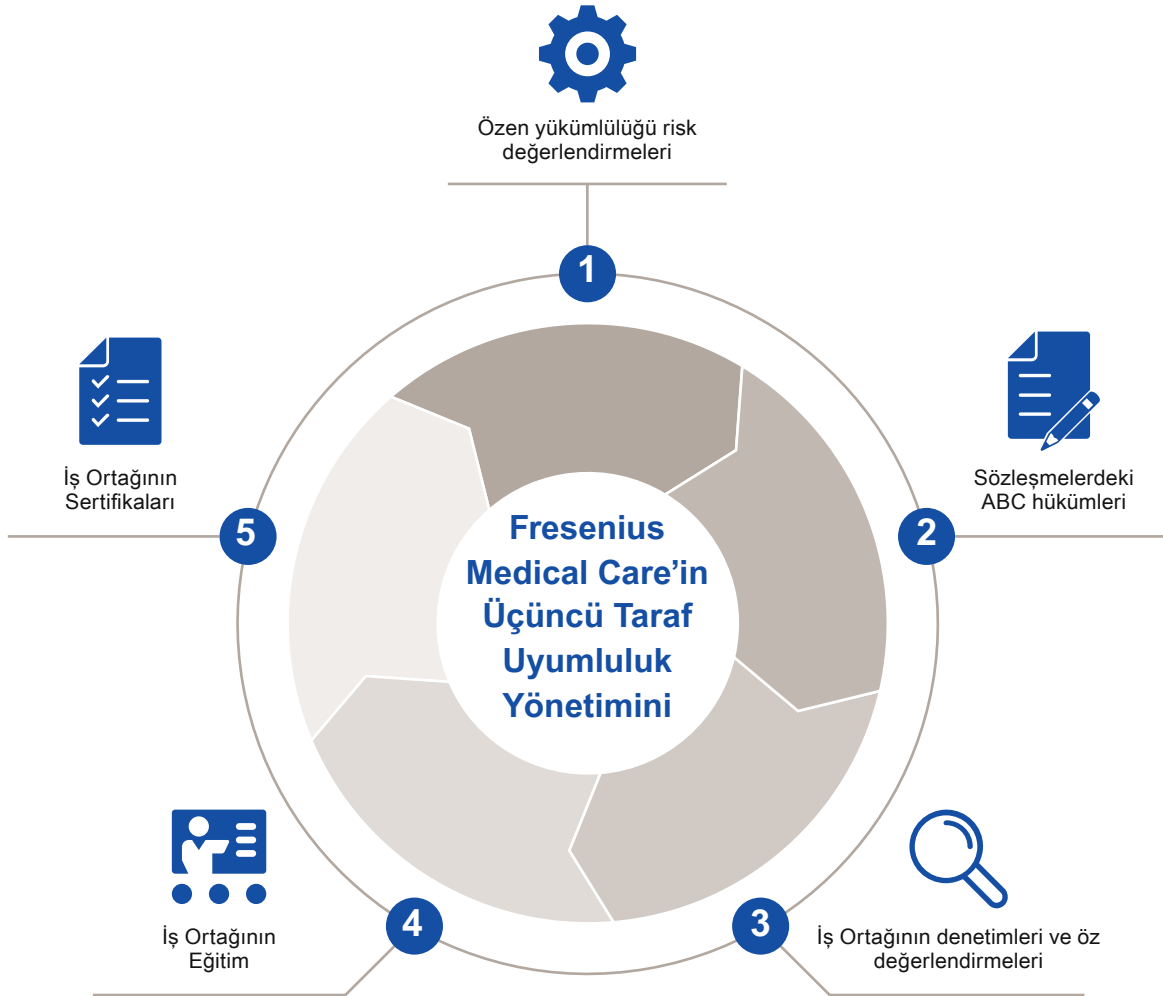 Özen yükümlülüğü risk
değerlendirmeleri
1
İş Ortağının
Sertifikaları
5
Sözleşmelerdeki
ABC hükümleri
2
Fresenius
Medical Care’in
Üçüncü Taraf
Uyumluluk
Yönetimini
İş Ortağının
Eğitim
4
3
İş Ortağının denetimleri ve öz
değerlendirmeleri